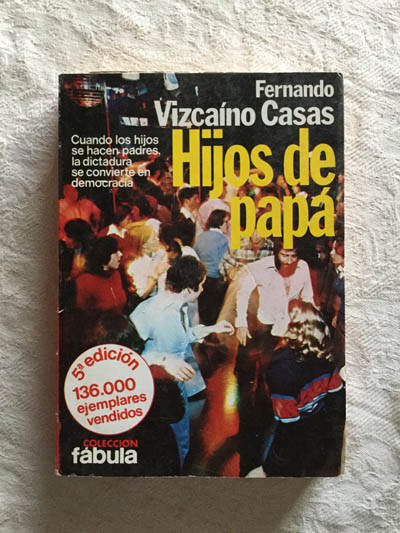 Fernando
Vizcaíno Casas
Hijos de
papá
Cuando los hijos
se hacen padres,
la dictadura
se convierte en
democracia
5ª edición
136.000
ejemplares
vendidos
COLECCIÓN
fábula